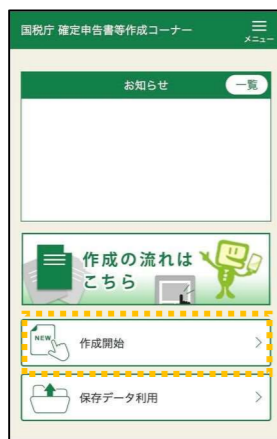 国税庁 確定申告書等作成コーナー
メニュー
お知らせ
一覧
作成の流れは
こちら
NEW
作成開始
保存データ利用